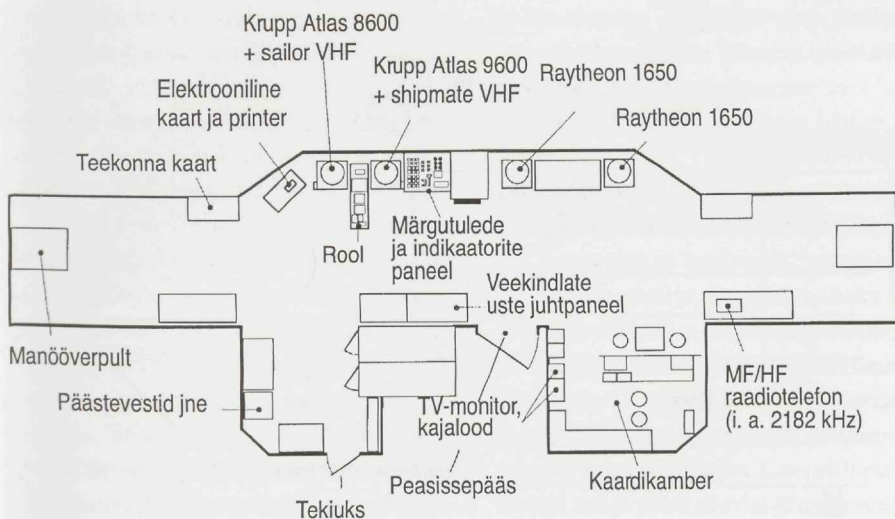 Krupp Atlas 8600
+ sailor VHF
Krupp Atlas 9600
+ shipmate VHF
Raytheon 1650
Raytheon 1650
Elektrooniline
kaart ja printer
Teekonna kaart
Rool
Märgutulede
ja indikaatorite
paneel
Veekindlate
uste juhtpaneel
Manööverpult
Päästevestid jne
TV-monitor,
kajalood
MF/HF
raadiotelefon
(i. a. 2182 kHz)
Peasissepääs
Kaardikamber
Tekiuks